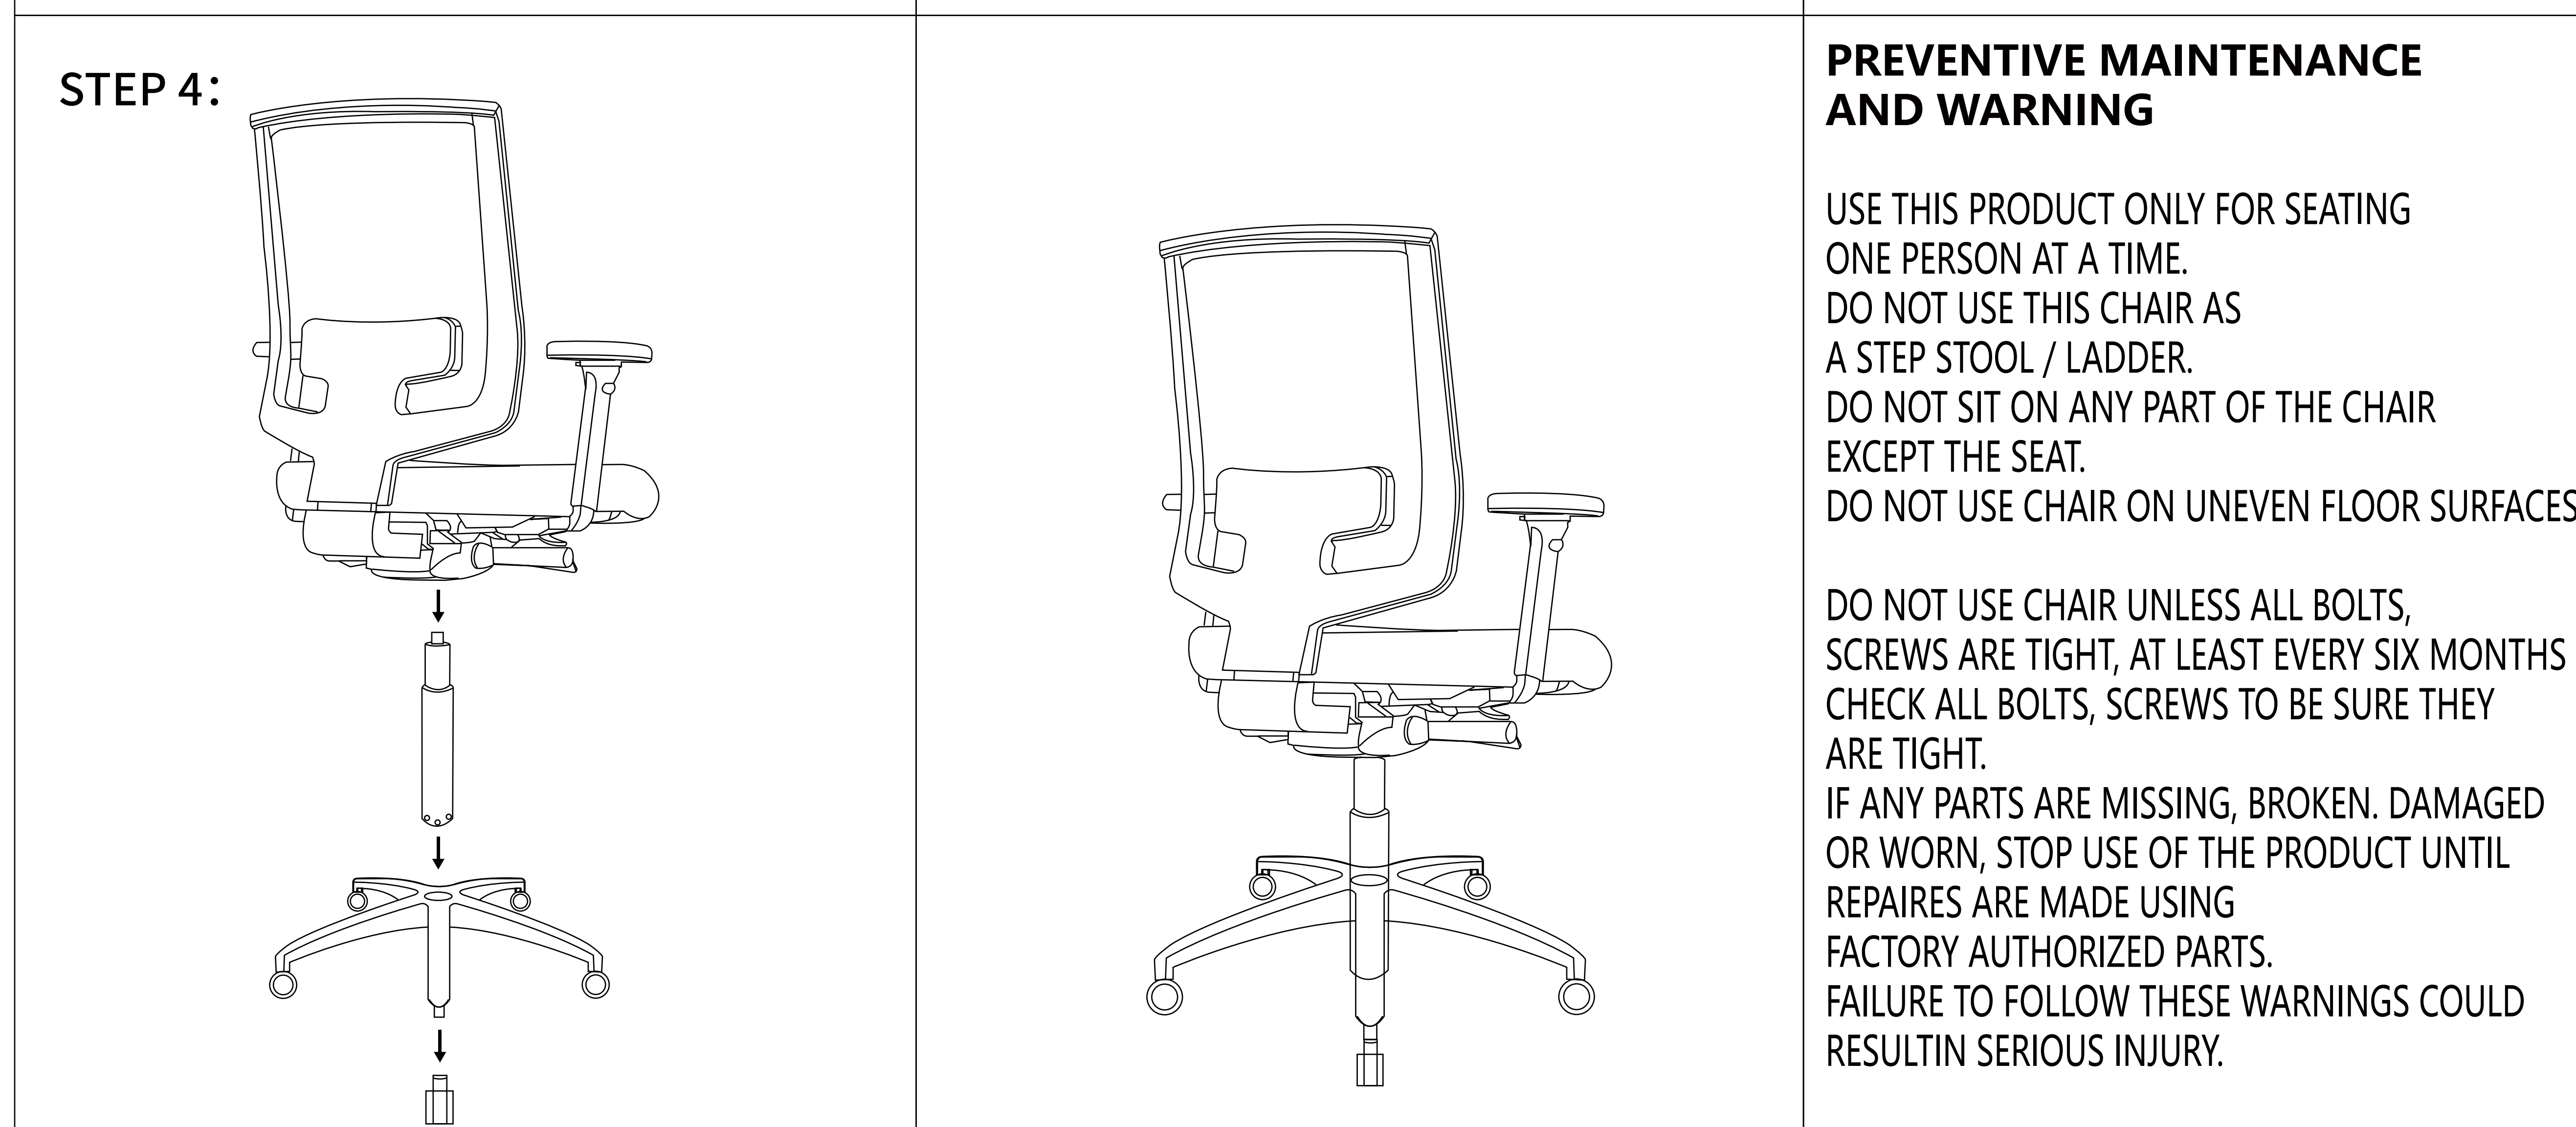 STEP 4:
PREVENTIVE MAINTENANCE
AND WARNING
USE THIS PRODUCT ONLY FOR SEATING
ONE PERSON AT A TIME.
DO NOT USE THIS CHAIR AS
A STEP STOOL / LADDER.
DO NOT SIT ON ANY PART OF THE CHAIR
EXCEPT THE SEAT.
DO NOT USE CHAIR ON UNEVEN FLOOR SURFACES
DO NOT USE CHAIR UNLESS ALL BOLTS,
SCREWS ARE TIGHT, AT LEAST EVERY SIX MONTHS
CHECK ALL BOLTS, SCREWS TO BE SURE THEY
ARE TIGHT.
IF ANY PARTS ARE MISSING, BROKEN. DAMAGED
OR WORN, STOP USE OF THE PRODUCT UNTIL
REPAIRES ARE MADE USING
FACTORY AUTHORIZED PARTS.
FAILURE TO FOLLOW THESE WARNINGS COULD
RESULTIN SERIOUS INJURY.